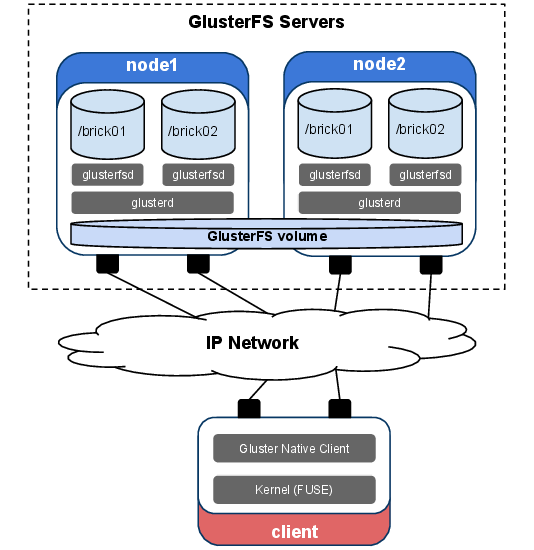 GlusterFS Servers
node1
node2
/brick01
/brick02
/brick01
/brick02
glusterfsd
glusterfsd
glusterfsd
glusterfsd
glusterd
glusterd
GlusterFS volume
IP Network
Gluster Native Client
Kernel (FUSE)
client